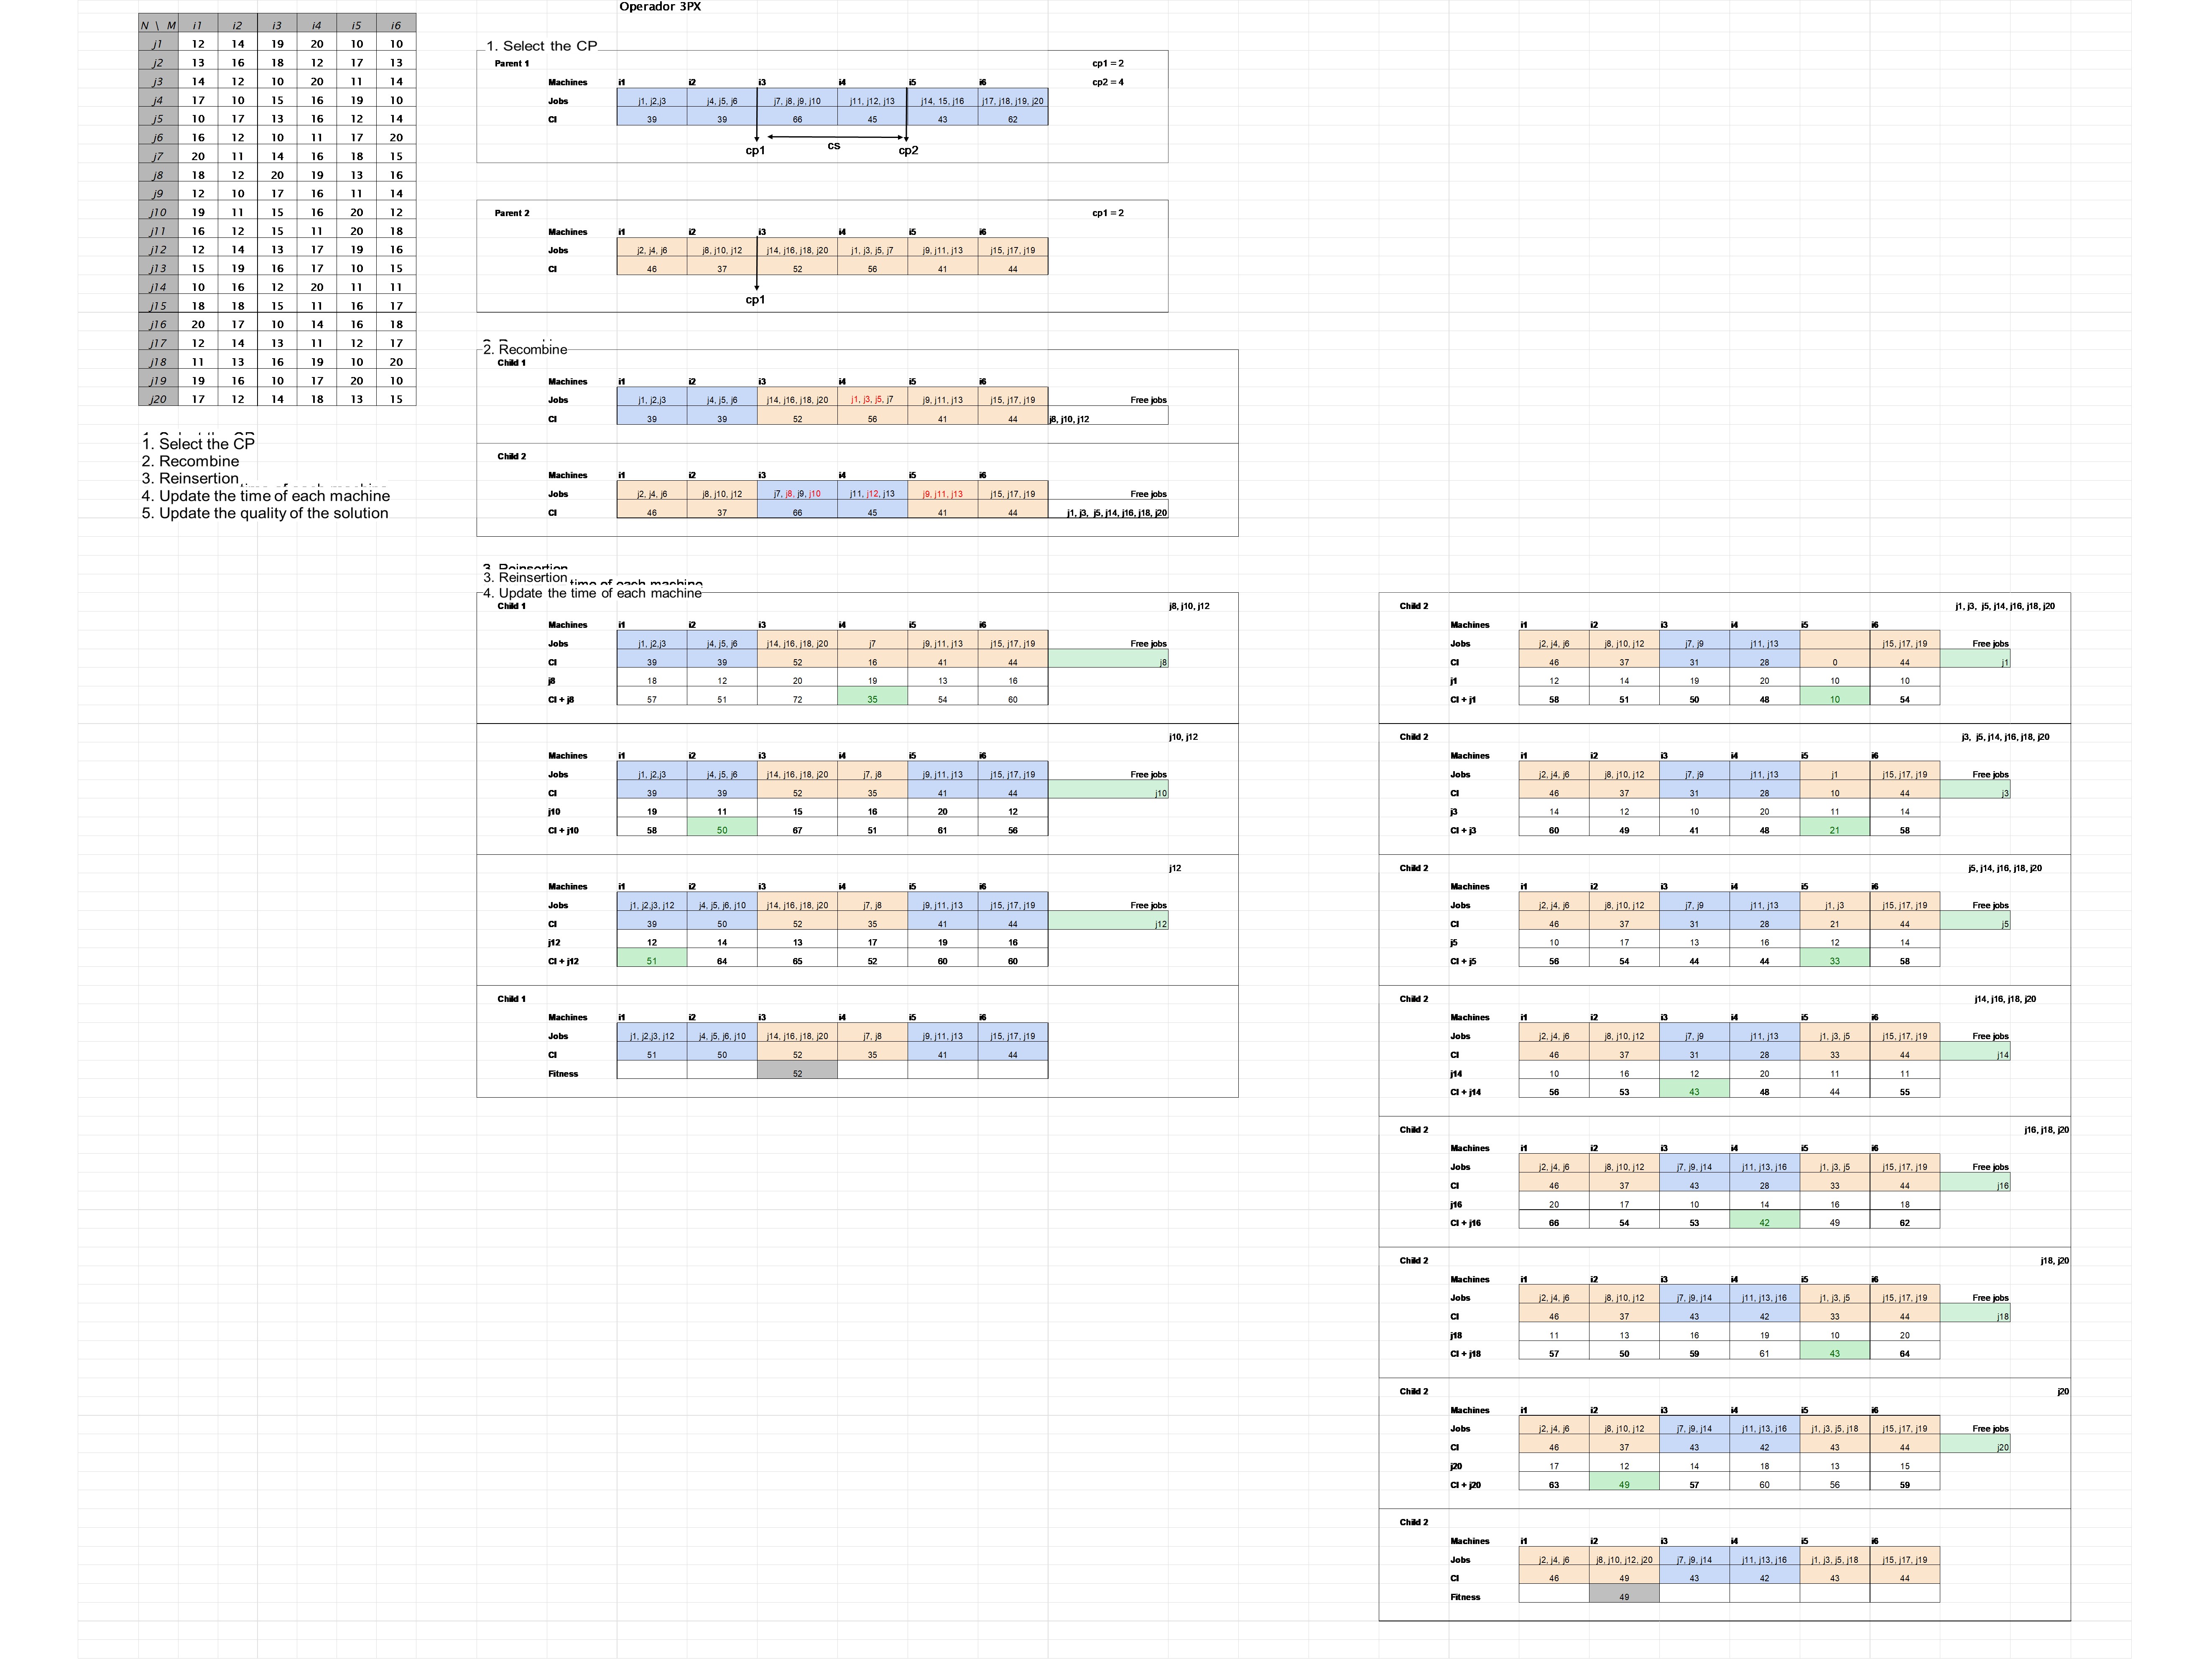 Operador 3PX
N \ M i1 i2 i3 i4 i5 i6
j1 12 14 19 20 10 10
j2 13 16 18 12 17 13
j3 14 12 10 20 11 14
j4 17 10 15 16 19 10
j5 10 17 13 16 12 14
j6 16 12 10 11 17 20
j7 20 11 14 16 18 15
j8 18 12 20 19 13 16
j9 12 10 17 16 11 14
j10 19 11 15 16 20 12
j11 16 12 15 11 20 18
j12 12 14 13 17 19 16
j13 15 19 16 17 10 15
j14 10 16 12 20 11 11
j15 18 18 15 11 16 17
j16 20 17 10 14 16 18
j17 12 14 13 11 12 17
j18 11 13 16 19 10 20
j19 19 16 10 17 20 10
j20 17 12 14 18 13 15
1. Select the CP
2. Recombine
3. Reinsertion
4. Update the time of each machine
5. Update the quality of the solution
1. Select the CP
Parent 1 cp1 = 2
Machines i1 i2 i3 i4 i5 i6 cp2 = 4
Jobs j1, j2,j3 j4, j5, j6 j7, j8, j9, j10 j11, j12, j13 j14, 15, j16 j17, j18, j19, j20
CI 39 39 66 45 43 62
cp1 cs cp2
Parent 2 cp1 = 2
Machines i1 i2 i3 i4 i5 i6
Jobs j2, j4, j6 j8, j10, j12 j14, j16, j18, j20 j1, j3, j5, j7 j9, j11, j13 j15, j17, j19
CI 46 37 52 56 41 44
cp1
2. Recombine
Child 1
Machines i1 i2 i3 i4 i5 i6
Jobs j1, j2,j3 j4, j5, j6 j14, j16, j18, j20 j1, j3, j5, j7 j9, j11, j13 j15, j17, j19 Free jobs
CI 39 39 52 56 41 44 j8, j10, j12
Child 2
Machines i1 i2 i3 i4 i5 i6
Jobs j2, j4, j6 j8, j10, j12 j7, j8, j9, j10 j11, j12, j13 j9, j11, j13 j15, j17, j19 Free jobs
CI 46 37 66 45 41 44 j1, j3, j5, j14, j16, j18, j20
3. Reinsertion
4. Update the time of each machine
Child 1 j8, j10, j12
Machines i1 i2 i3 i4 i5 i6
Jobs j1, j2,j3 j4, j5, j6 j14, j16, j18, j20 j7 j9, j11, j13 j15, j17, j19 Free jobs
CI 39 39 52 16 41 44 j8
j8 18 12 20 19 13 16
CI + j8 57 51 72 35 54 60
j10, j12
Machines i1 i2 i3 i4 i5 i6
Jobs j1, j2,j3 j4, j5, j6 j14, j16, j18, j20 j7, j8 j9, j11, j13 j15, j17, j19 Free jobs
CI 39 39 52 35 41 44 j10
j10 19 11 15 16 20 12
CI + j10 58 50 67 51 61 56
j12
Machines i1 i2 i3 i4 i5 i6
Jobs j1, j2,j3, j12 j4, j5, j6, j10 j14, j16, j18, j20 j7, j8 j9, j11, j13 j15, j17, j19 Free jobs
CI 39 50 52 35 41 44 j12
j12 12 14 13 17 19 16
CI + j12 51 64 65 52 60 60
Child 1
Machines i1 i2 i3 i4 i5 i6
Jobs j1, j2,j3, j12 j4, j5, j6, j10 j14, j16, j18, j20 j7, j8 j9, j11, j13 j15, j17, j19
CI 51 50 52 35 41 44
Fitness 52
Child 2 j1, j3, j5, j14, j16, j18, j20
Machines i1 i2 i3 i4 i5 i6
Jobs j2, j4, j6 j8, j10, j12 j7, j9 j11, j13 j15, j17, j19 Free jobs
CI 46 37 31 28 0 44 j1
j1 12 14 19 20 10 10
CI + j1 58 51 50 48 10 54
Child 2 j3, j5, j14, j16, j18, j20
Machines i1 i2 i3 i4 i5 i6
Jobs j2, j4, j6 j8, j10, j12 j7, j9 j11, j13 j1 j15, j17, j19 Free jobs
CI 46 37 31 28 10 44 j3
j3 14 12 10 20 11 14
CI + j3 60 49 41 48 21 58
Child 2 j5, j14, j16, j18, j20
Machines i1 i2 i3 i4 i5 i6
Jobs j2, j4, j6 j8, j10, j12 j7, j9 j11, j13 j1, j3 j15, j17, j19 Free jobs
CI 46 37 31 28 21 44 j5
j5 10 17 13 16 12 14
CI + j5 56 54 44 44 33 58
Child 2 j14, j16, j18, j20
Machines i1 i2 i3 i4 i5 i6
Jobs j2, j4, j6 j8, j10, j12 j7, j9 j11, j13 j1, j3, j5 j15, j17, j19 Free jobs
CI 46 37 31 28 33 44 j14
j14 10 16 12 20 11 11
CI + j14 56 53 43 48 44 55
Child 2 j16, j18, j20
Machines i1 i2 i3 i4 i5 i6
Jobs j2, j4, j6 j8, j10, j12 j7, j9, j14 j11, j13, j16 j1, j3, j5 j15, j17, j19 Free jobs
CI 46 37 43 28 33 44 j16
j16 20 17 10 14 16 18
CI + j16 66 54 53 42 49 62
Child 2 j18, j20
Machines i1 i2 i3 i4 i5 i6
Jobs j2, j4, j6 j8, j10, j12 j7, j9, j14 j11, j13, j16 j1, j3, j5 j15, j17, j19 Free jobs
CI 46 37 43 42 33 44 j18
j18 11 13 16 19 10 20
CI + j18 57 50 59 61 43 64
Child 2 j20
Machines i1 i2 i3 i4 i5 i6
Jobs j2, j4, j6 j8, j10, j12 j7, j9, j14 j11, j13, j16 j1, j3, j5, j18 j15, j17, j19 Free jobs
CI 46 37 43 42 43 44 j20
j20 17 12 14 18 13 15
CI + j20 63 49 57 60 56 59
Child 2
Machines i1 i2 i3 i4 i5 i6
Jobs j2, j4, j6 j8, j10, j12, j20 j7, j9, j14 j11, j13, j16 j1, j3, j5, j18 j15, j17, j19
CI 46 49 43 42 43 44
Fitness 49